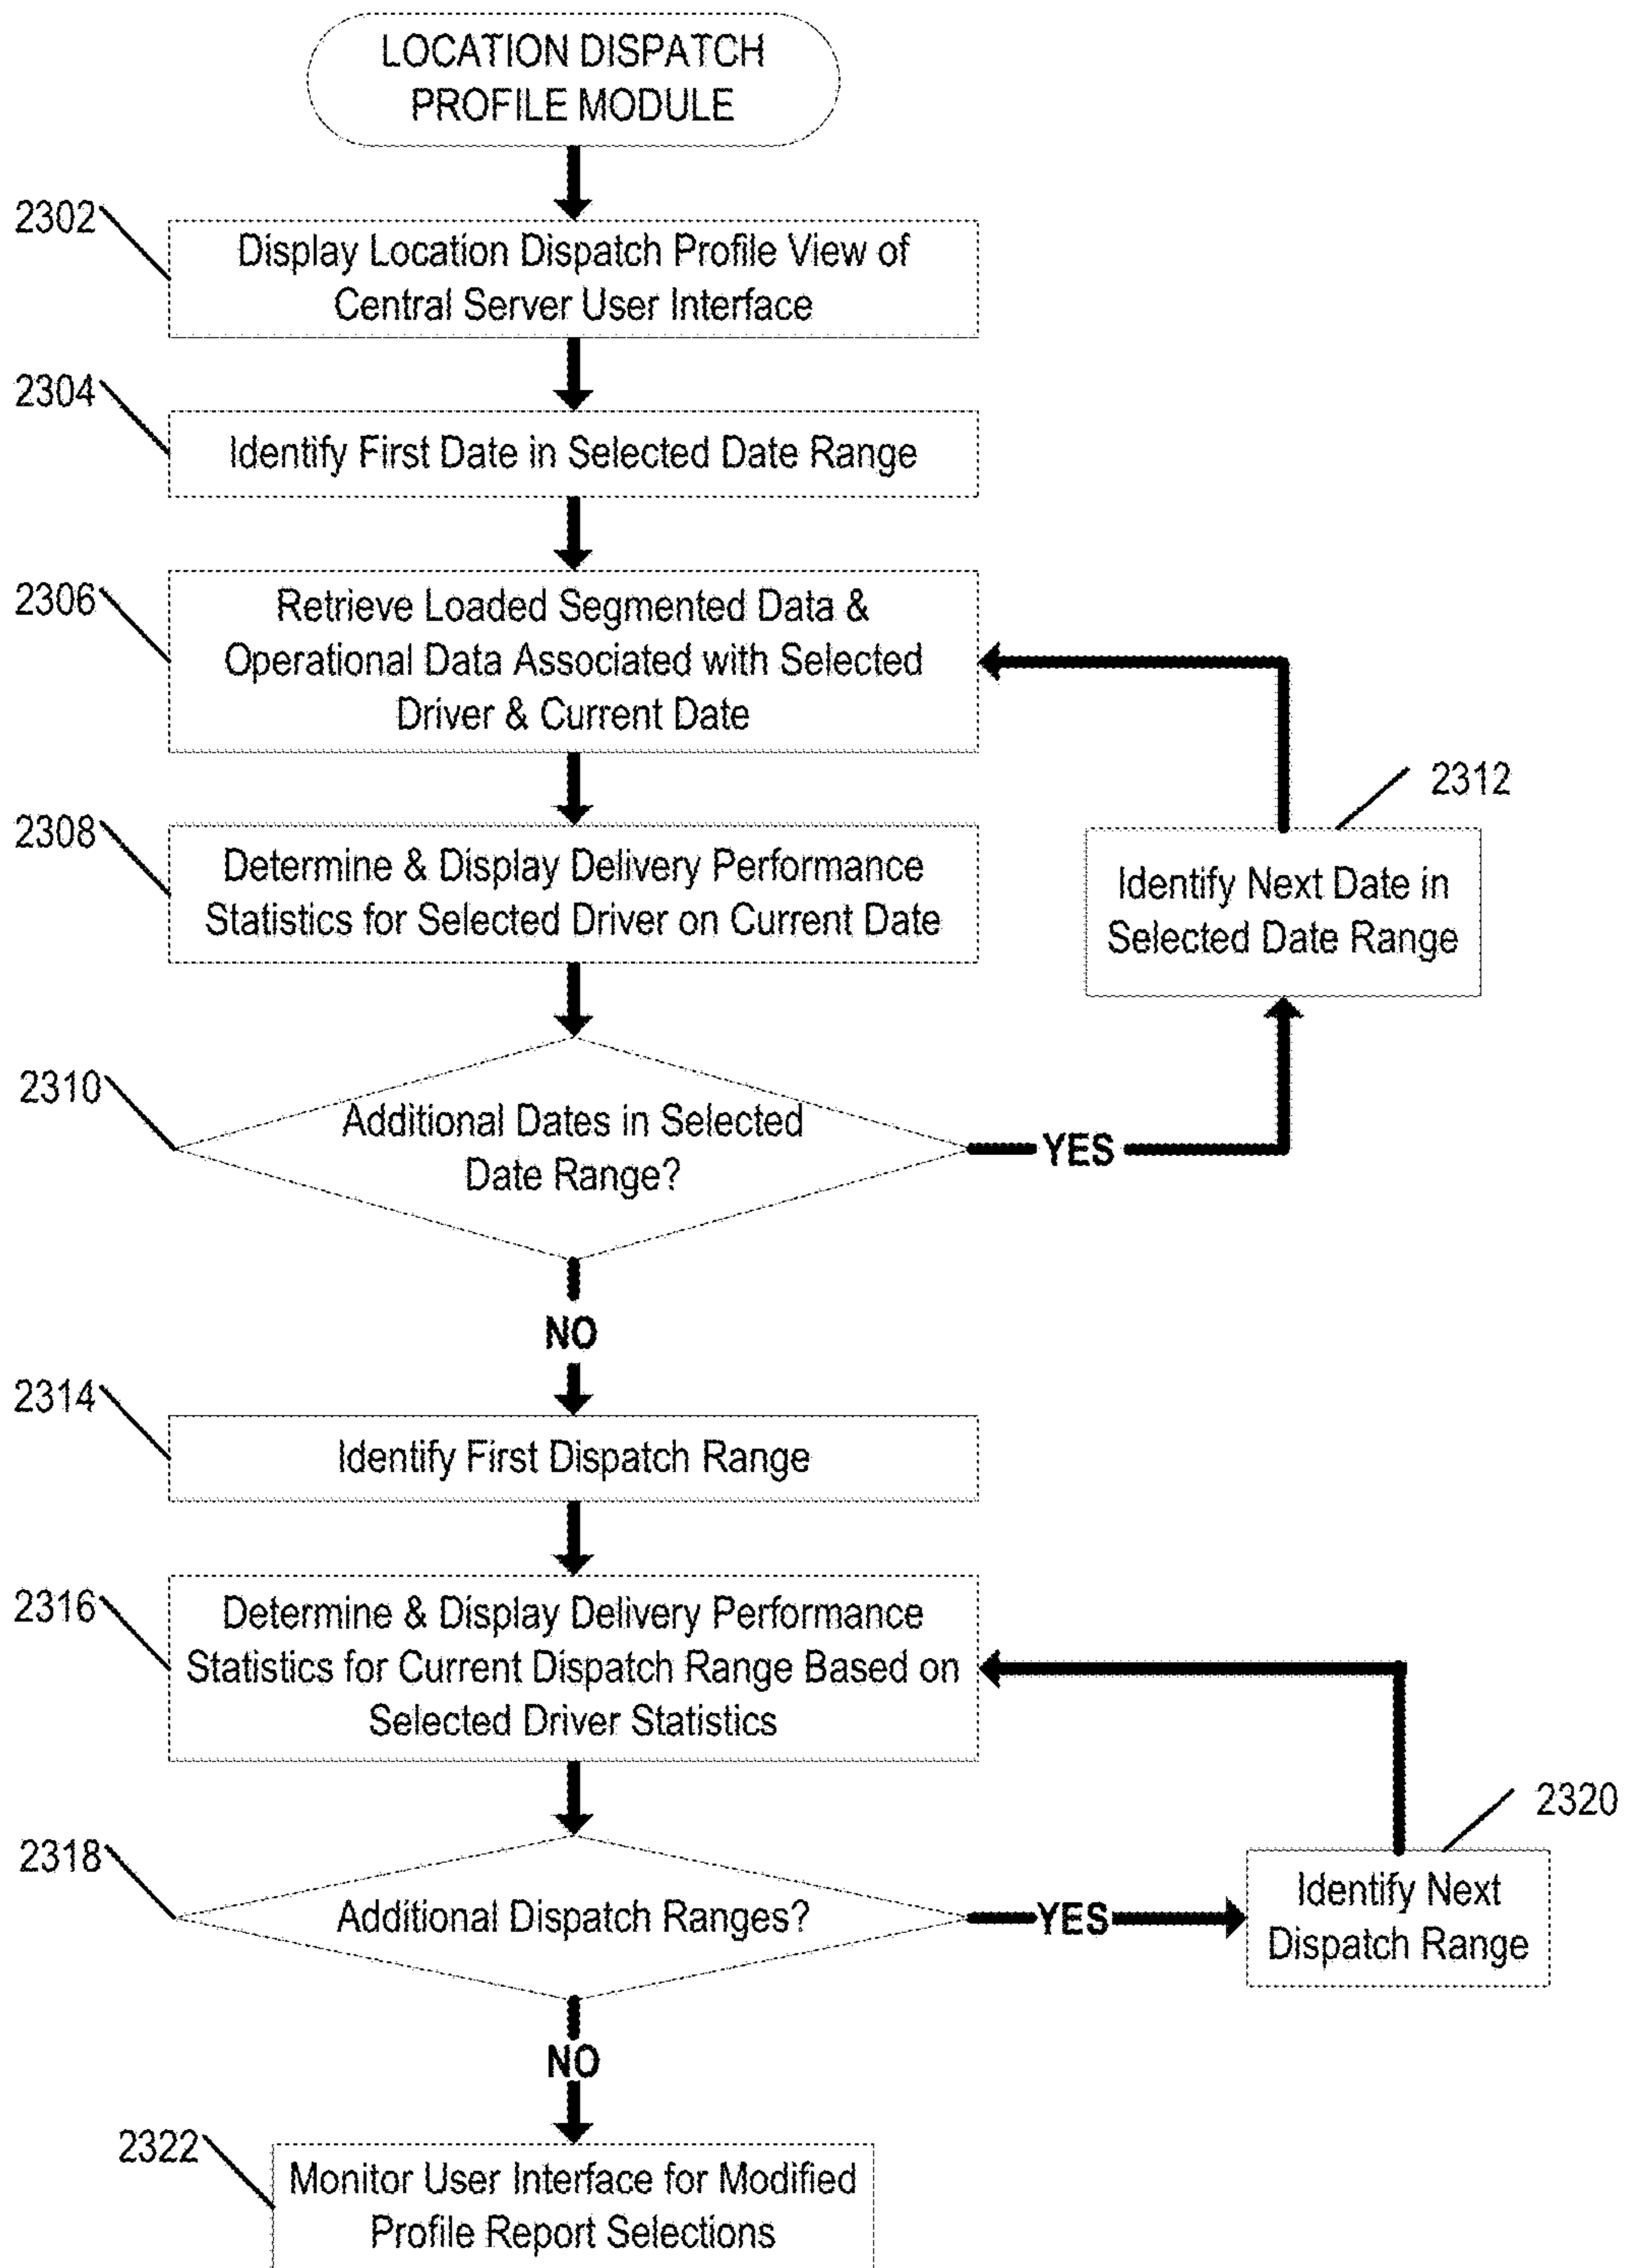 LOCATION DISPATCH
PROFILE MODULE
2302
Display Location Dispatch Profile View of
Central Server User Interface
2304
Identify First Date in Selected Date Range
2306
Retrieve Loaded Segmented Data &
Operational Data Associated with Selected
Driver & Current Date
2308
Determine & Display Delivery Performance
Statistics for Selected Driver on Current Date
2312
Identify Next Date in
Selected Date Range
2310
Additional Dates in Selected
Date Range?
YES
NO
2314
Identify First Dispatch Range
2316
Determine & Display Delivery Performance
Statistics for Current Dispatch Range Based on
Selected Driver Statistics
2318
Additional Dispatch Ranges?
YES
2320
Identify Next
Dispatch Range
NO
2322
Monitor User Interface for Modified
Profile Report Selections